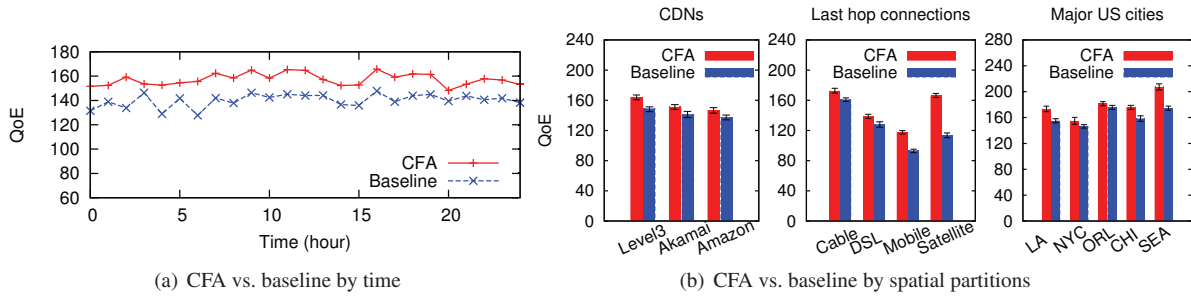 180
160
140
120
100
80
60
QoE
CFA
Baseline
0 5 10 15 20
Time (hour)
(a) CFA vs. baseline by time
CDNs
240
200
160
120
80
40
0
QoE
CFA
Baseline
Level3 Akamai Amazon
Last hop connections
240
200
160
120
80
40
0
CFA
Baseline
Cable DSL Mobile Satellite
Major US cities
240
200
160
120
80
40
0
CFA
Baseline
LA NYC ORL CHI SEA
(b) CFA vs. baseline by spatial partitions